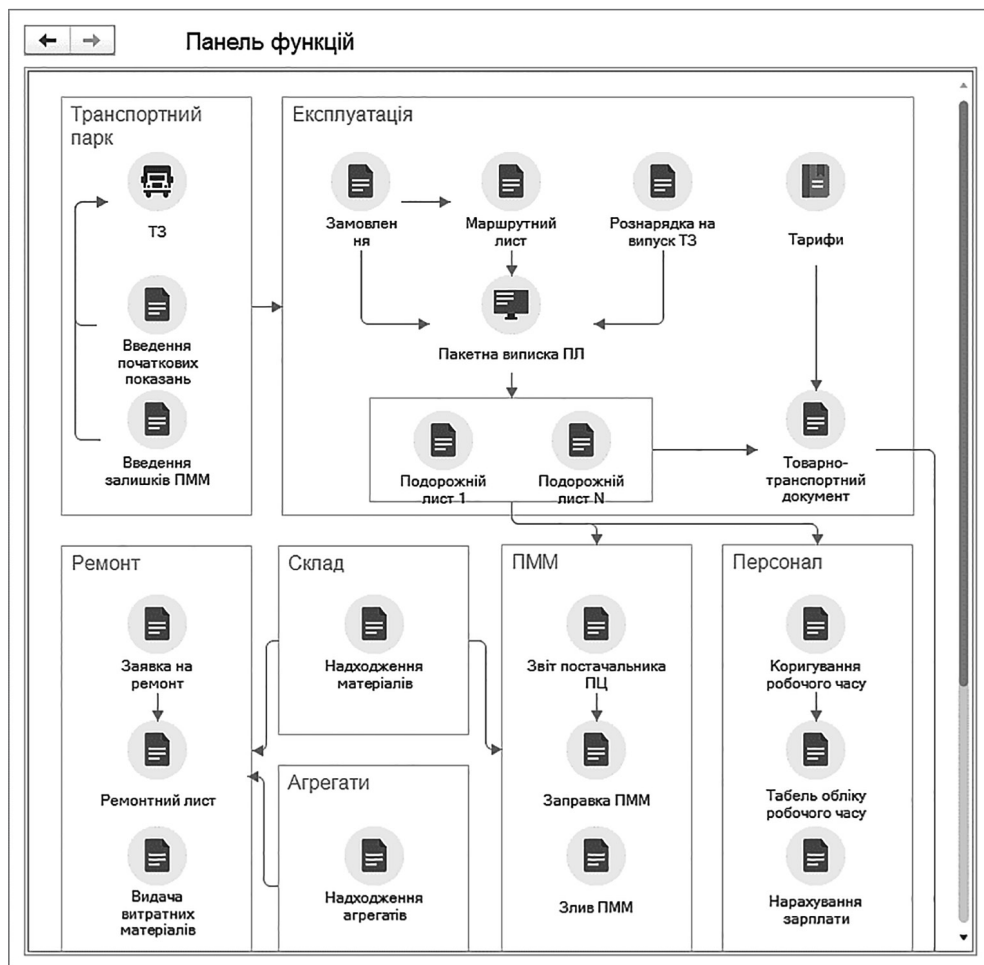 Панель функцій
Транспортний
парк
ТЗ
Введення
початкових
показань
Введення
залишків ПММ
Експлуатація
Замовлен
ня
Маршрутний
лист
Рознарядка на
випуск ТЗ
Тарифи
Пакетна виписка ПЛ
Подорожній
лист 1
Подорожній
лист N
Товарно-
транспортний
документ
Ремонт
Заявка на
ремонт
Ремонтний лист
Видача
витратних
матеріалів
Склад
Надходження
матеріалів
Агрегати
Надходження
агрегатів
ПММ
Звіт постачальника
ПЦ
Заправка ПММ
Злив ПММ
Персонал
Коригування
робочого часу
Табель обліку
робочого часу
Нарахування
зарплати